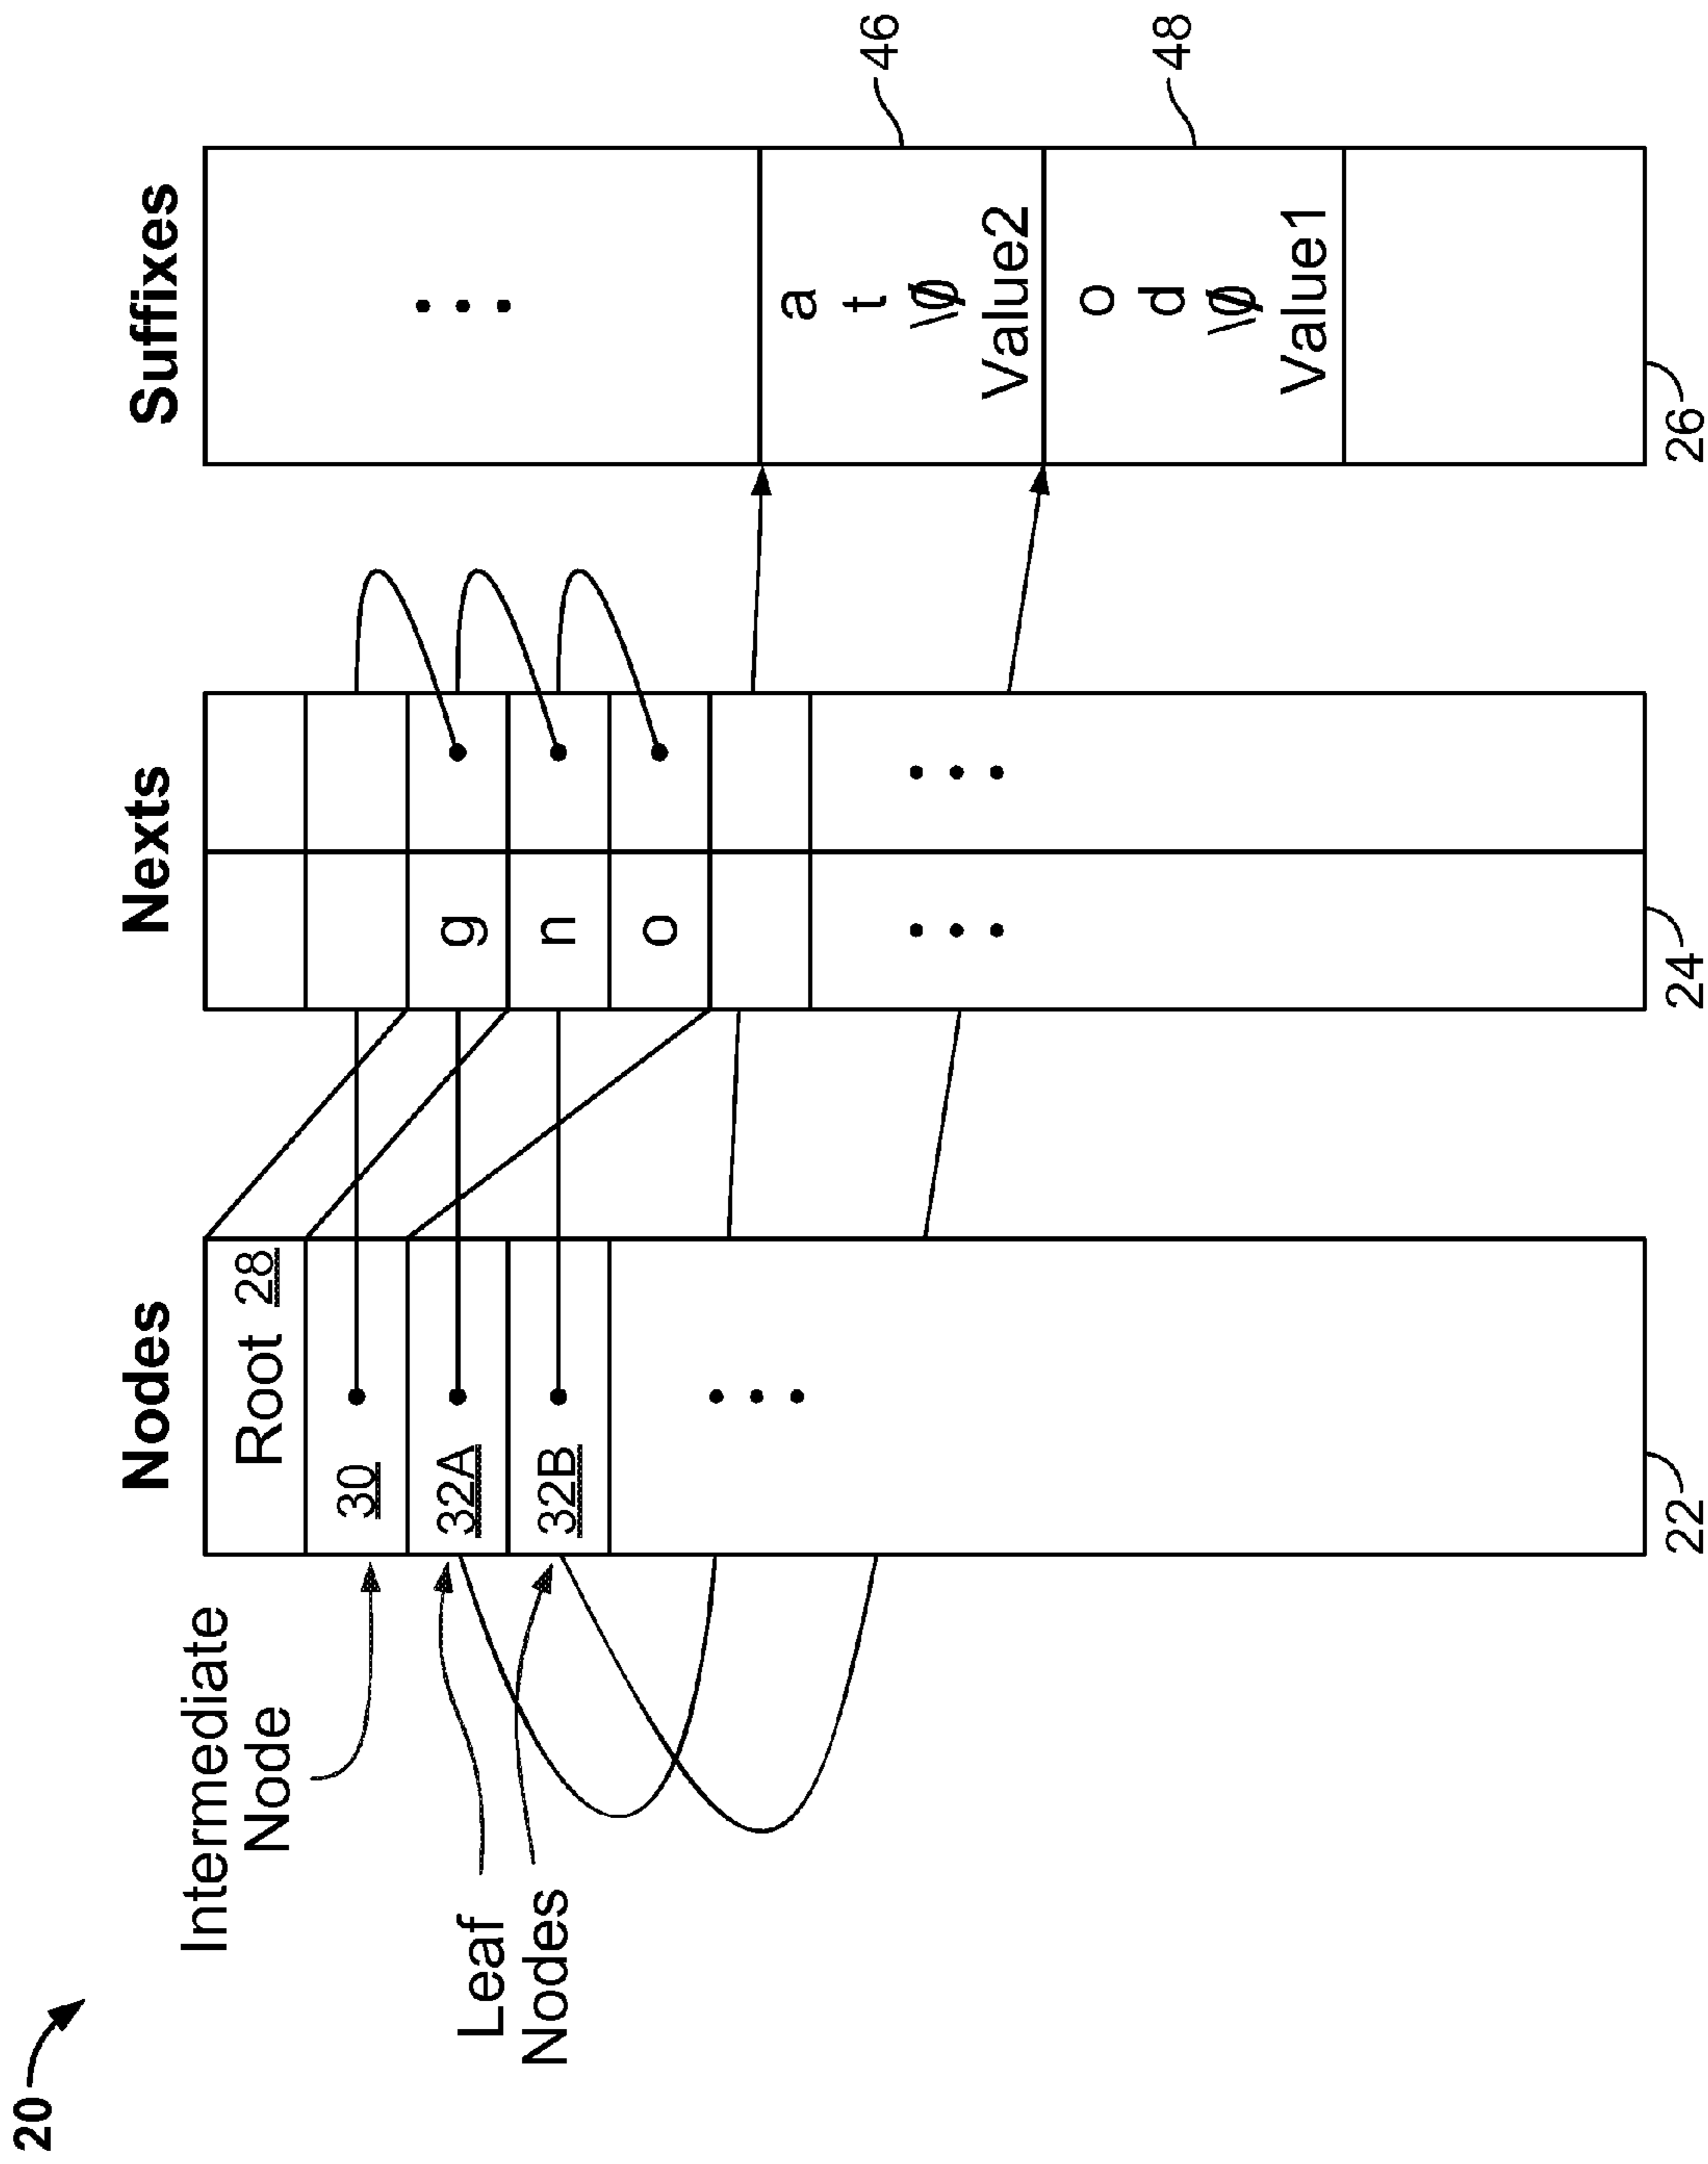 20
Nodes
Nexts
Suffixes
Intermediate
Node
Leaf
Nodes
Root 28
30
32A
32B
g
n
o
a
t
\0
Value2
o
d
\0
Value1
46
48
22
24
26